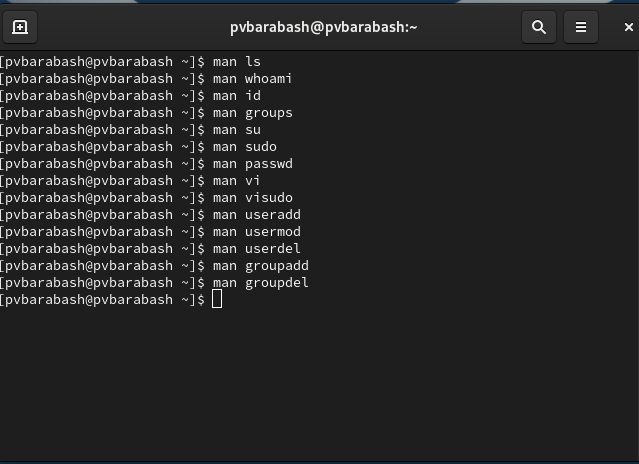 pvbarabash@pvbarabash:~
[pvbarabash@pvbarabash ~]$ man ls
[pvbarabash@pvbarabash ~]$ man whoami
[pvbarabash@pvbarabash ~]$ man id
[pvbarabash@pvbarabash ~]$ man groups
[pvbarabash@pvbarabash ~]$ man su
[pvbarabash@pvbarabash ~]$ man sudo
[pvbarabash@pvbarabash ~]$ man passwd
[pvbarabash@pvbarabash ~]$ man vi
[pvbarabash@pvbarabash ~]$ man visudo
[pvbarabash@pvbarabash ~]$ man useradd
[pvbarabash@pvbarabash ~]$ man usermod
[pvbarabash@pvbarabash ~]$ man userdel
[pvbarabash@pvbarabash ~]$ man groupadd
[pvbarabash@pvbarabash ~]$ man groupdel
[pvbarabash@pvbarabash ~]$